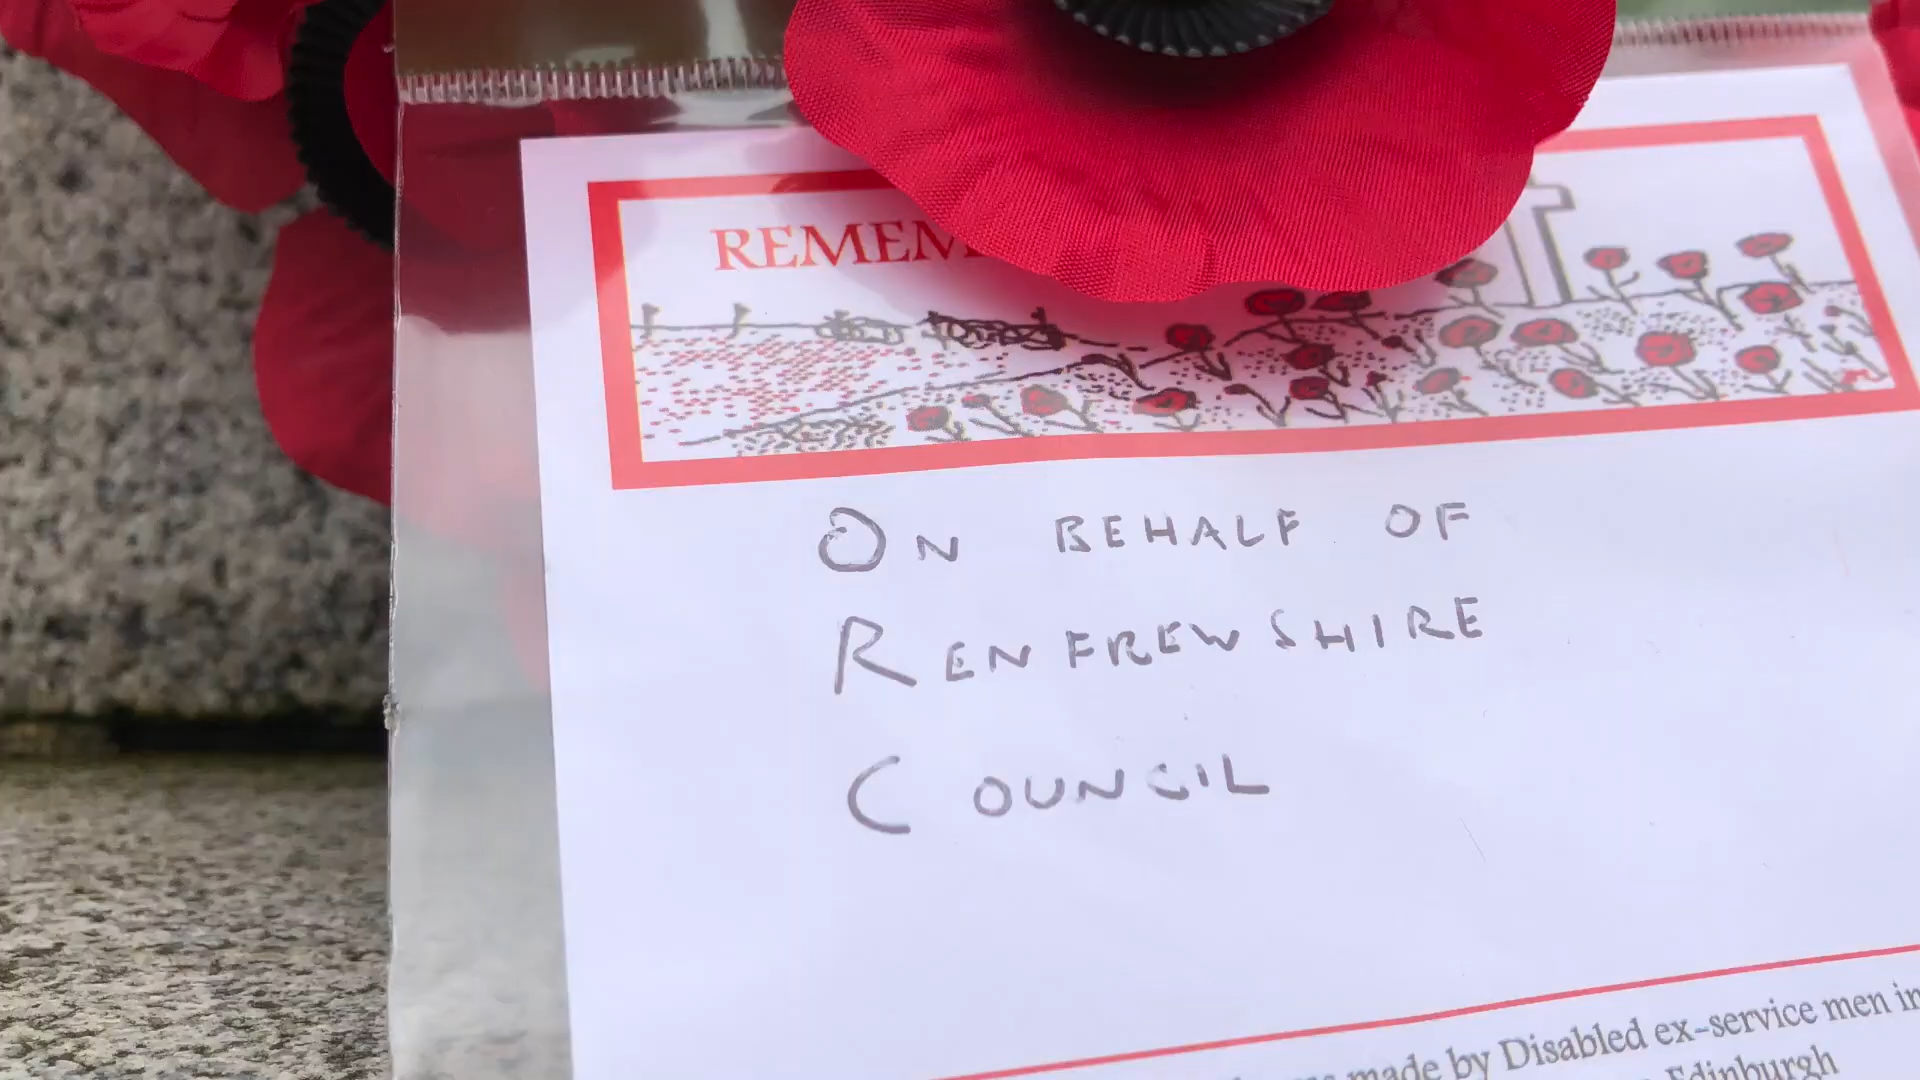 REMEM
ON BEHALF OF
RENFREWSHIRE
COUNCIL
made by Disabled ex-service men in
Edinburgh